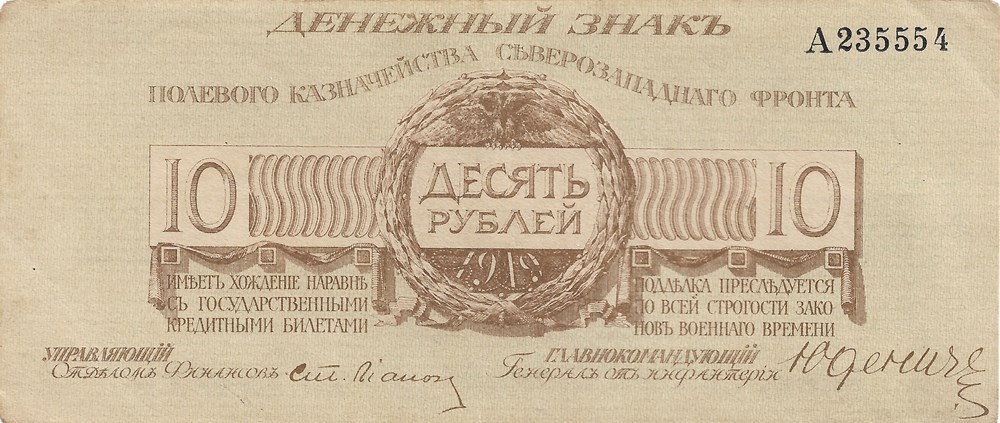 ДЕНЕЖНЫЙ ЗНАКЪ
А 235554
ПОЛЕВОГО КАЗНАЧЕЙСТВА СѢВЕРОЗАПАДНАГО ФРОНТА
10
ДЕСЯТЬ
РУБЛЕЙ
10
1919
ИМѢЕТЪ ХОЖДЕНІЕ НАРАВНѢ
СЪ ГОСУДАРСТВЕННЫМИ
КРЕДИТНЫМИ БИЛЕТАМИ
ПОДДѢЛКА ПРЕСЛѢДУЕТСЯ
ПО ВСЕЙ СТРОГОСТИ ЗАКО
НОВЪ ВОЕННАГО ВРЕМЕНИ
УПРАВЛЯЮЩІЙ
Отдѣломъ Финансовъ
ГЛАВНОКОМАНДУЮЩІЙ
Генералъ отъ инфантеріи Юденичъ